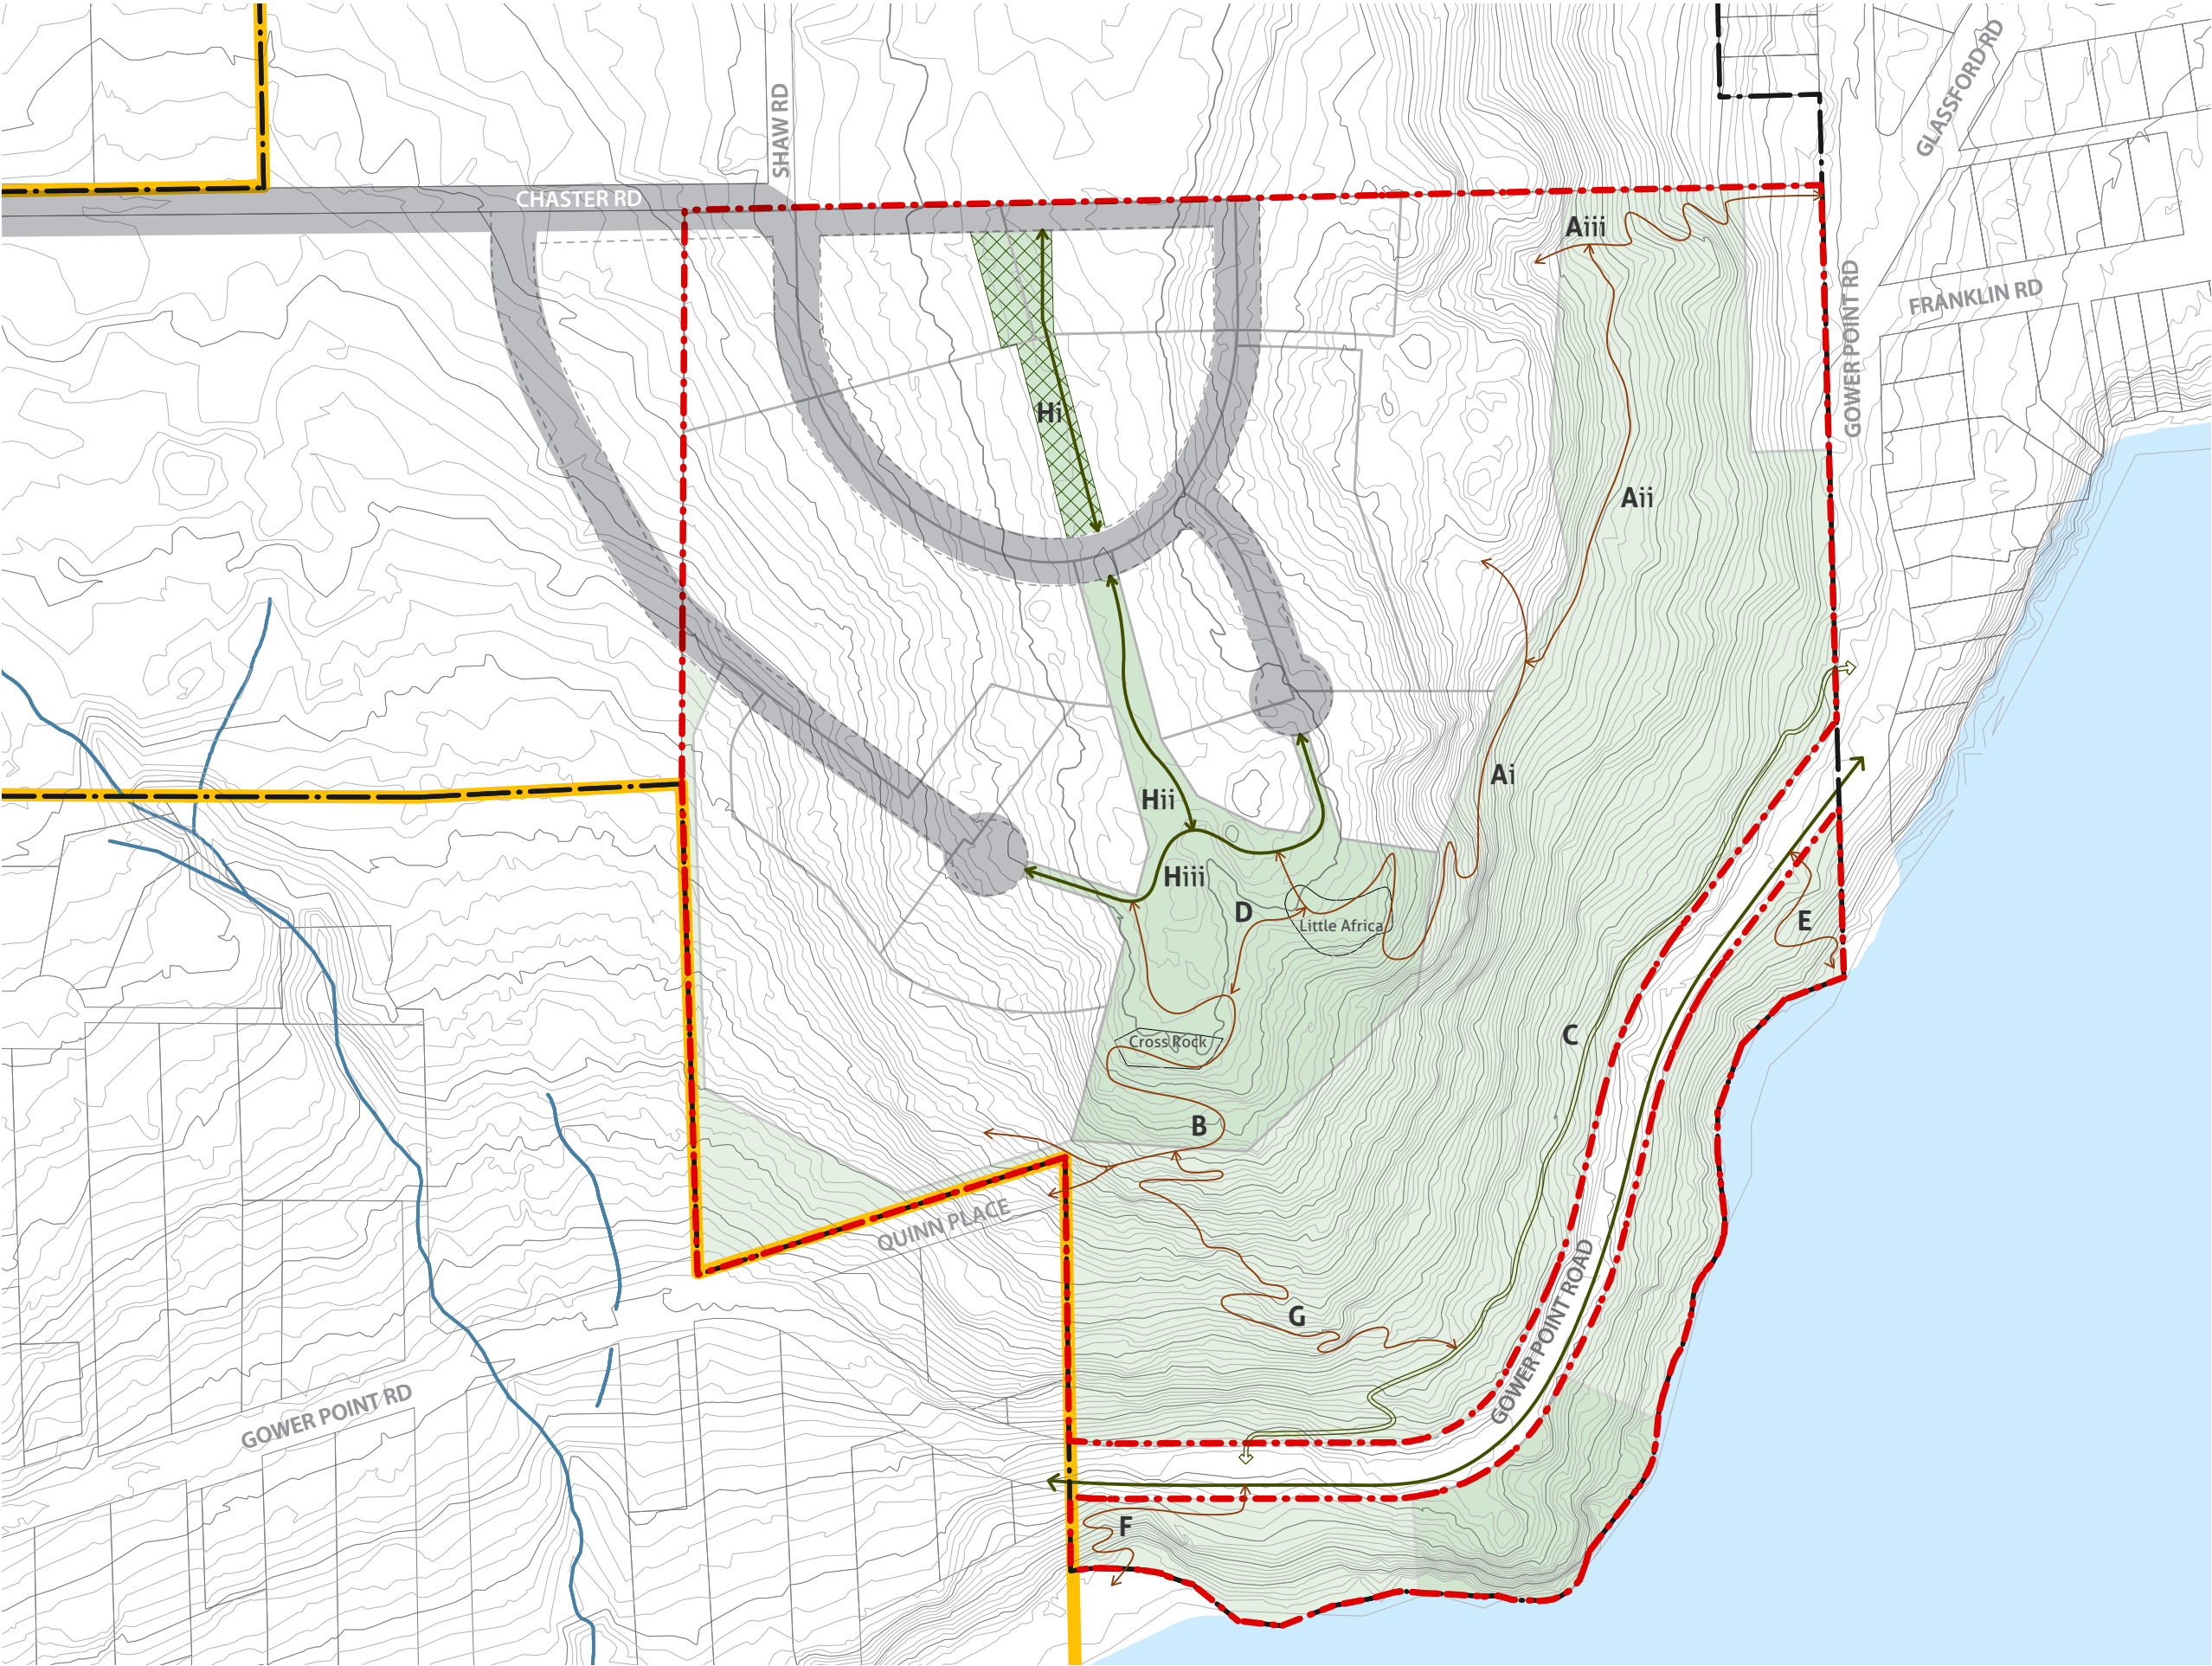 GLASSFORD RD
SHAW RD
CHASTER RD
Aiii
FRANKLIN RD
GOWER POINT RD
Hi
Aii
Ai
Hii
Hiii
D
Little Africa
E
C
Cross Rock
B
QUINN PLACE
G
GOWER POINT ROAD
GOWER POINT RD
F